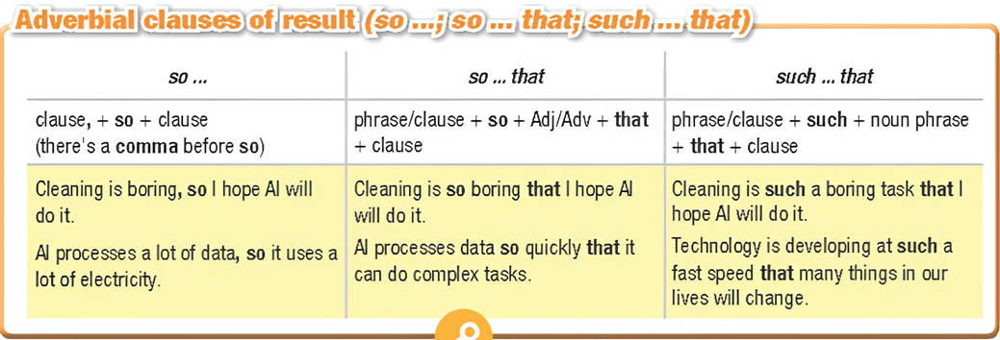 Adverbial clauses of result (so ...; so ... that; such ... that)
so ...
so ... that
such ... that
clause, + so + clause
(there's a comma before so)
phrase/clause + so + Adj/Adv + that
+ clause
phrase/clause + such + noun phrase
+ that + clause
Cleaning is boring, so I hope AI will
do it.
AI processes a lot of data, so it uses a
lot of electricity.
Cleaning is so boring that I hope AI
will do it.
AI processes data so quickly that it
can do complex tasks.
Cleaning is such a boring task that I
hope AI will do it.
Technology is developing at such a
fast speed that many things in our
lives will change.